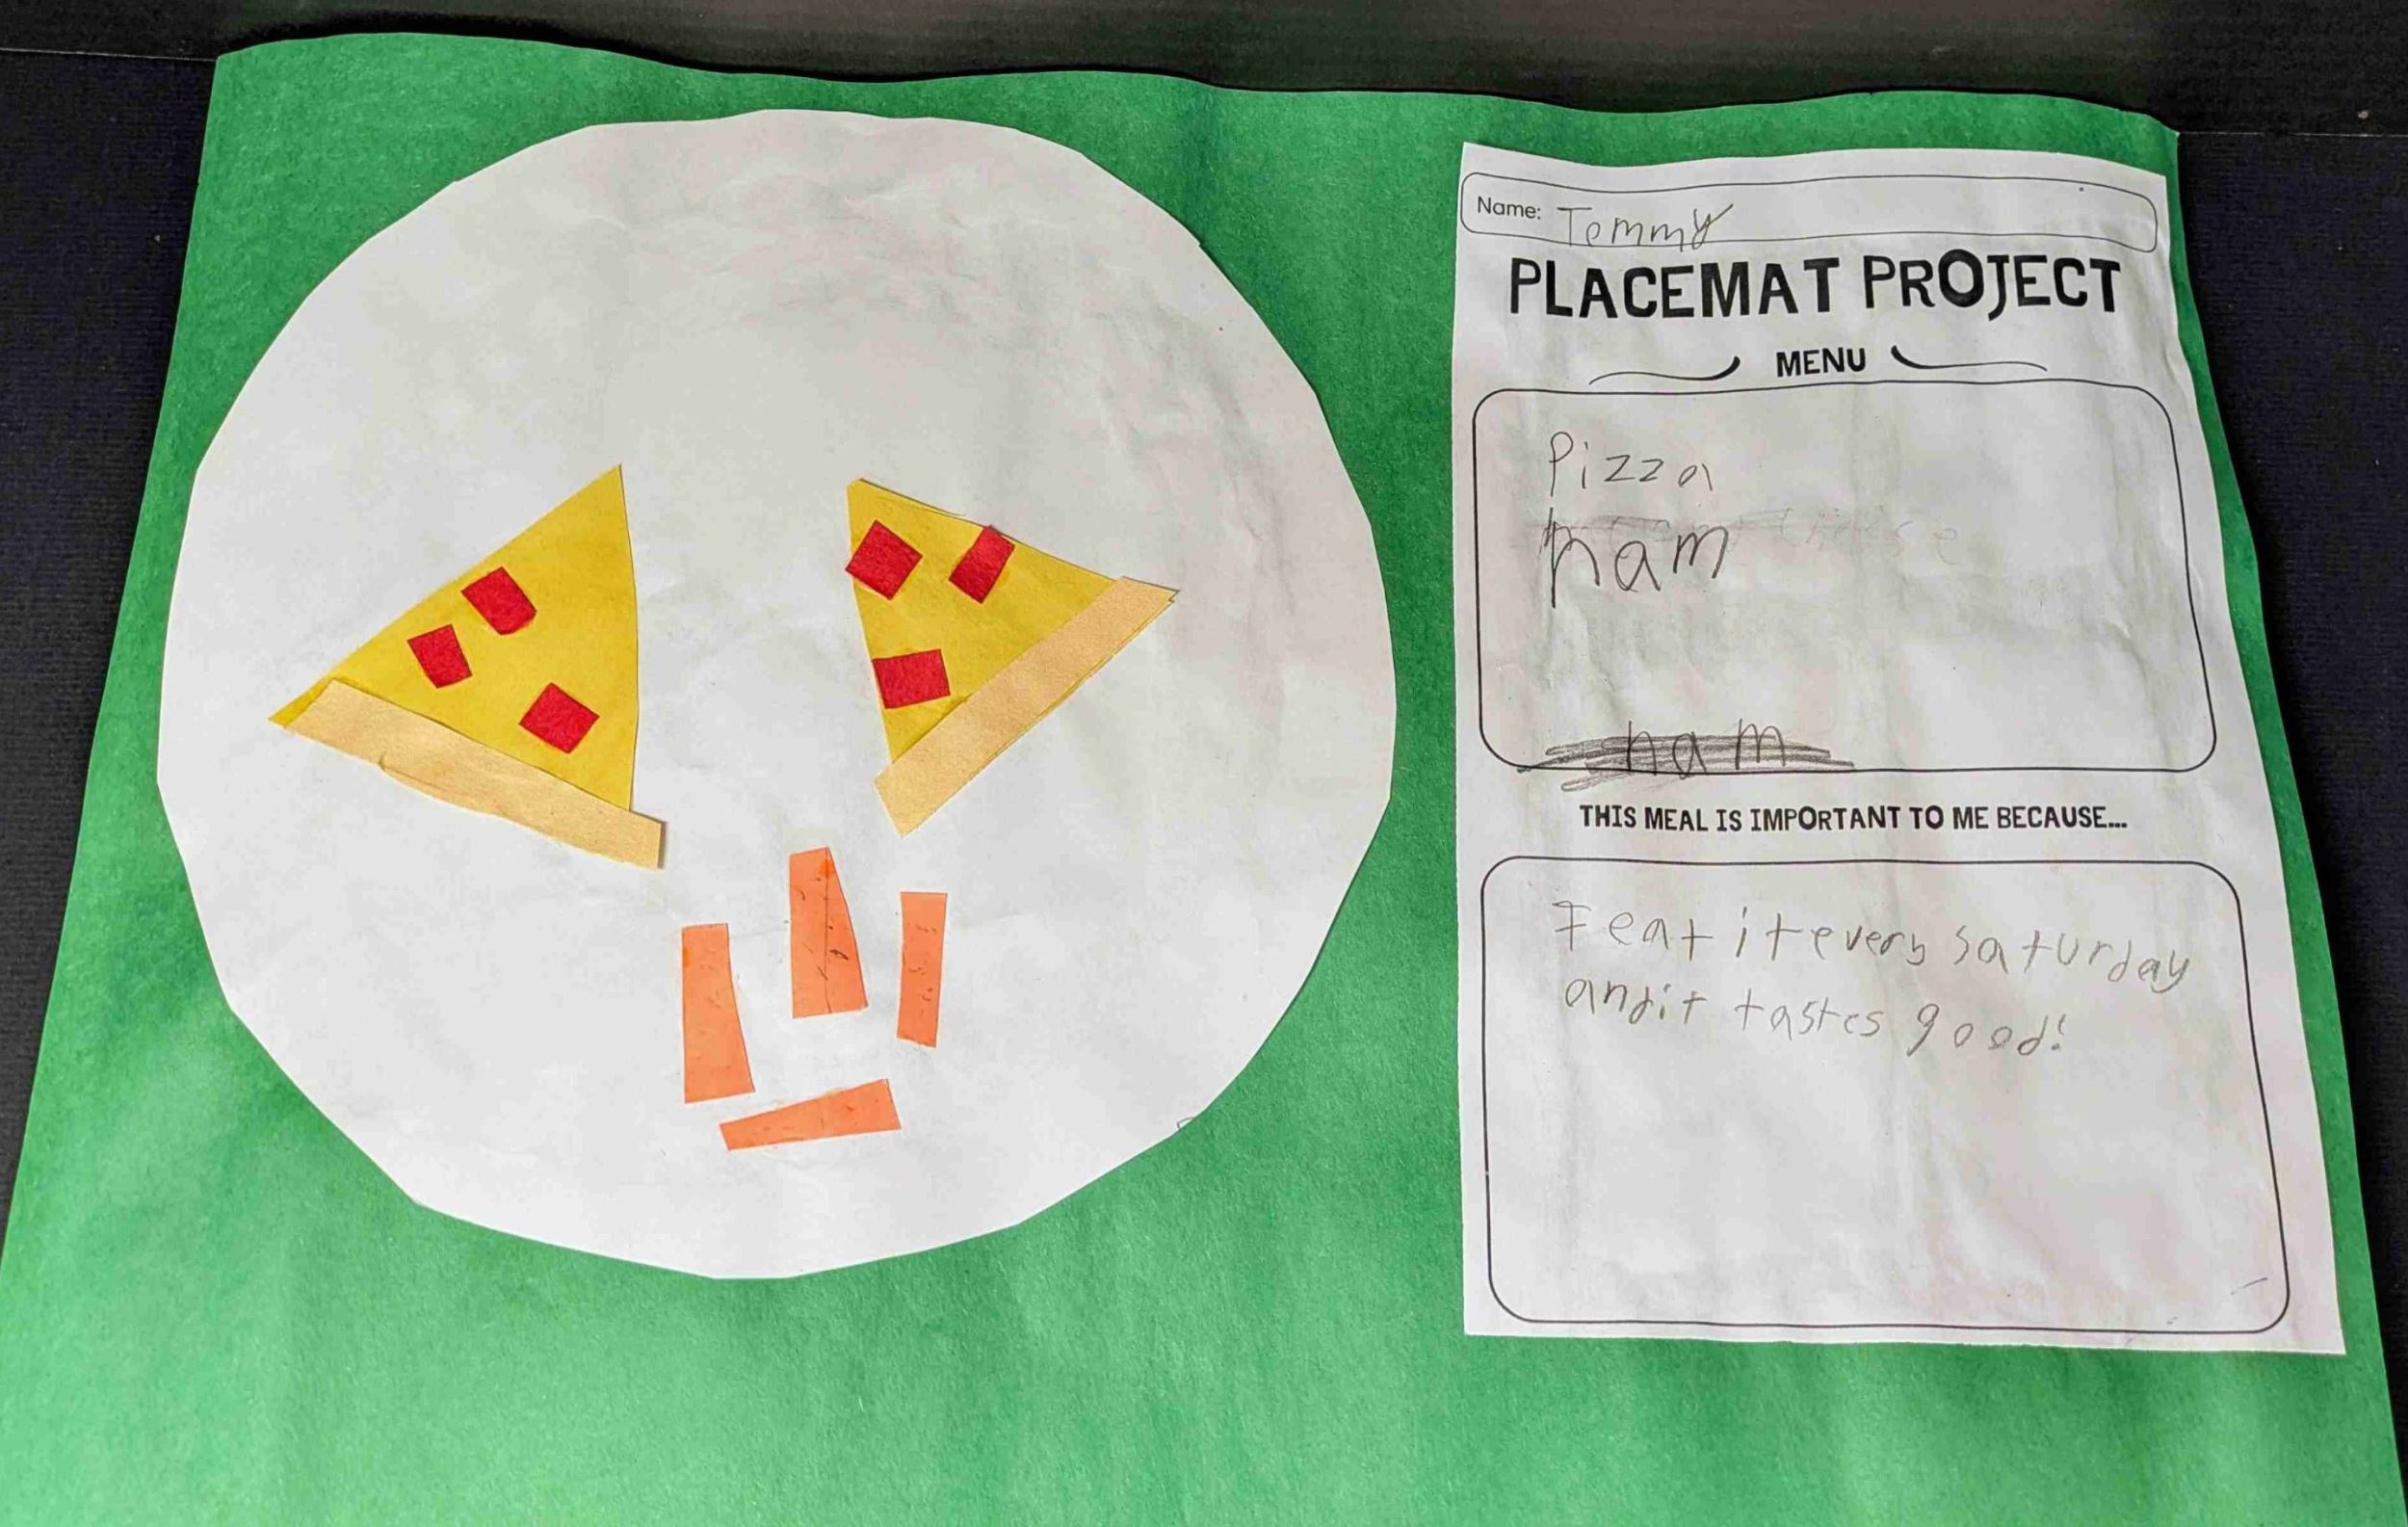 Name: Tommy
PLACEMAT PROJECT
MENU
Pizza
ham
ham
THIS MEAL IS IMPORTANT TO ME BECAUSE...
I eat it every saturday
and it tastes good!